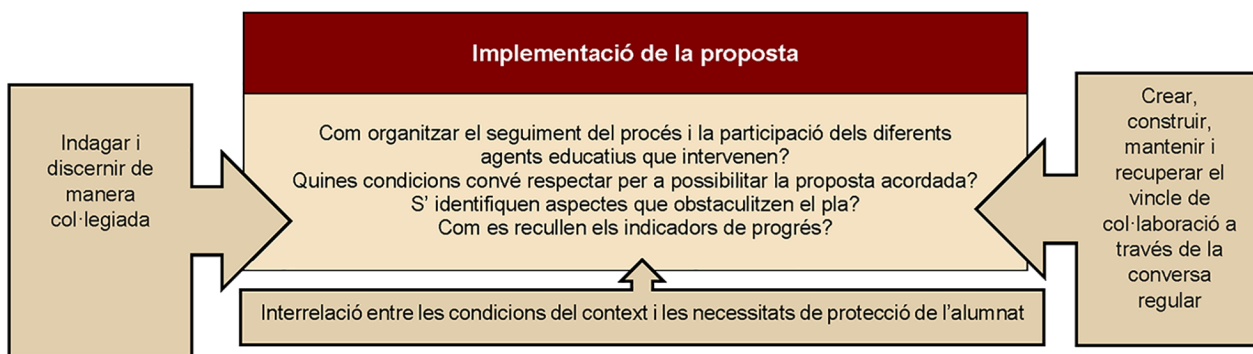 Implementació de la proposta
Indagar i
discernir de
manera
col·legiada
Com organitzar el seguiment del procés i la participació dels diferents
agents educatius que intervenen?
Quines condicions convé respectar per a possibilitar la proposta acordada?
S' identifiquen aspectes que obstaculitzen el pla?
Com es recullen els indicadors de progrés?
Crear,
construir,
mantenir i
recuperar el
vincle de
col·laboració a
través de la
conversa
regular
Interrelació entre les condicions del context i les necessitats de protecció de l'alumnat